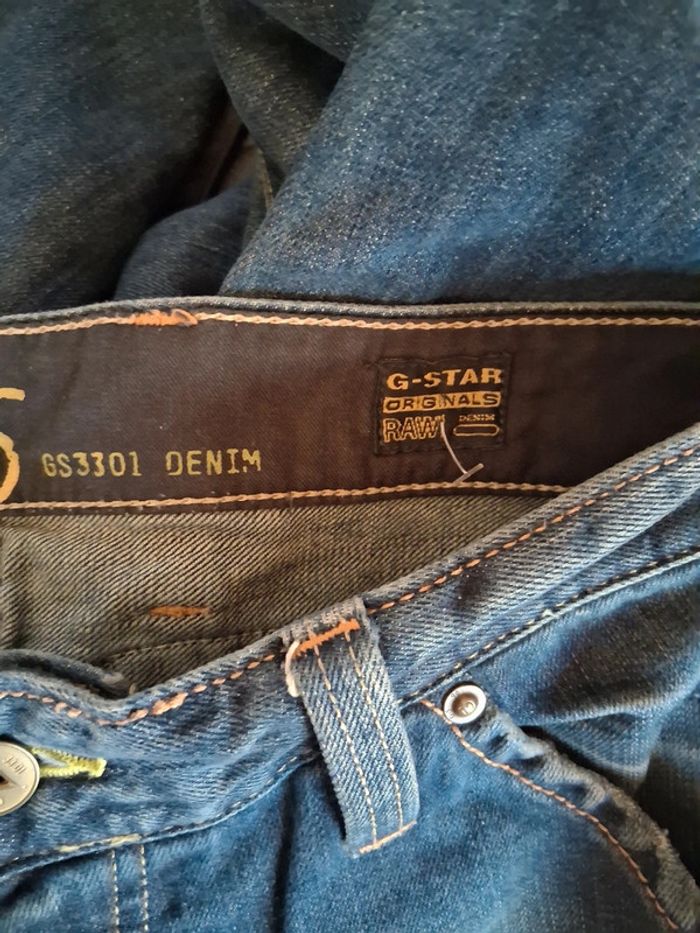 G-STAR
ORIGINALS
RAW DENIM
GS3301 DENIM